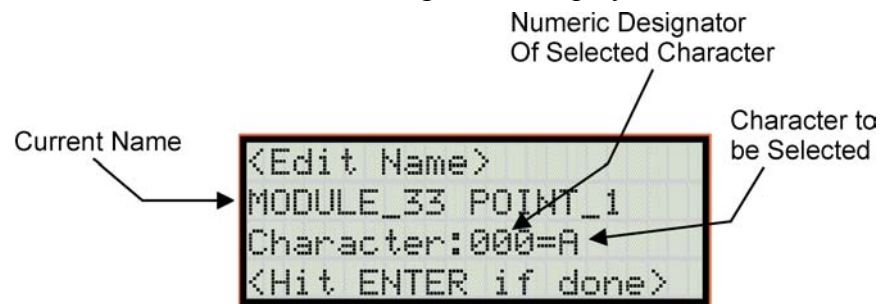 Numeric Designator
Of Selected Character
Character to
be Selected
Current Name
<Edit Name>
MODULE_33 POINT_1
Character:000=A
<Hit ENTER if done>